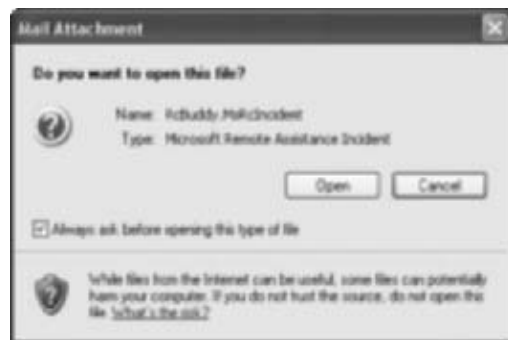 Mail Attachment
Do you want to open this file?
Name: RcBuddy.MsRcIncident
Type: Microsoft Remote Assistance Incident
Open
Cancel
Always ask before opening this type of file
While files from the Internet can be useful, some files can potentially
harm your computer. If you do not trust the source, do not open this
file. What's the risk?